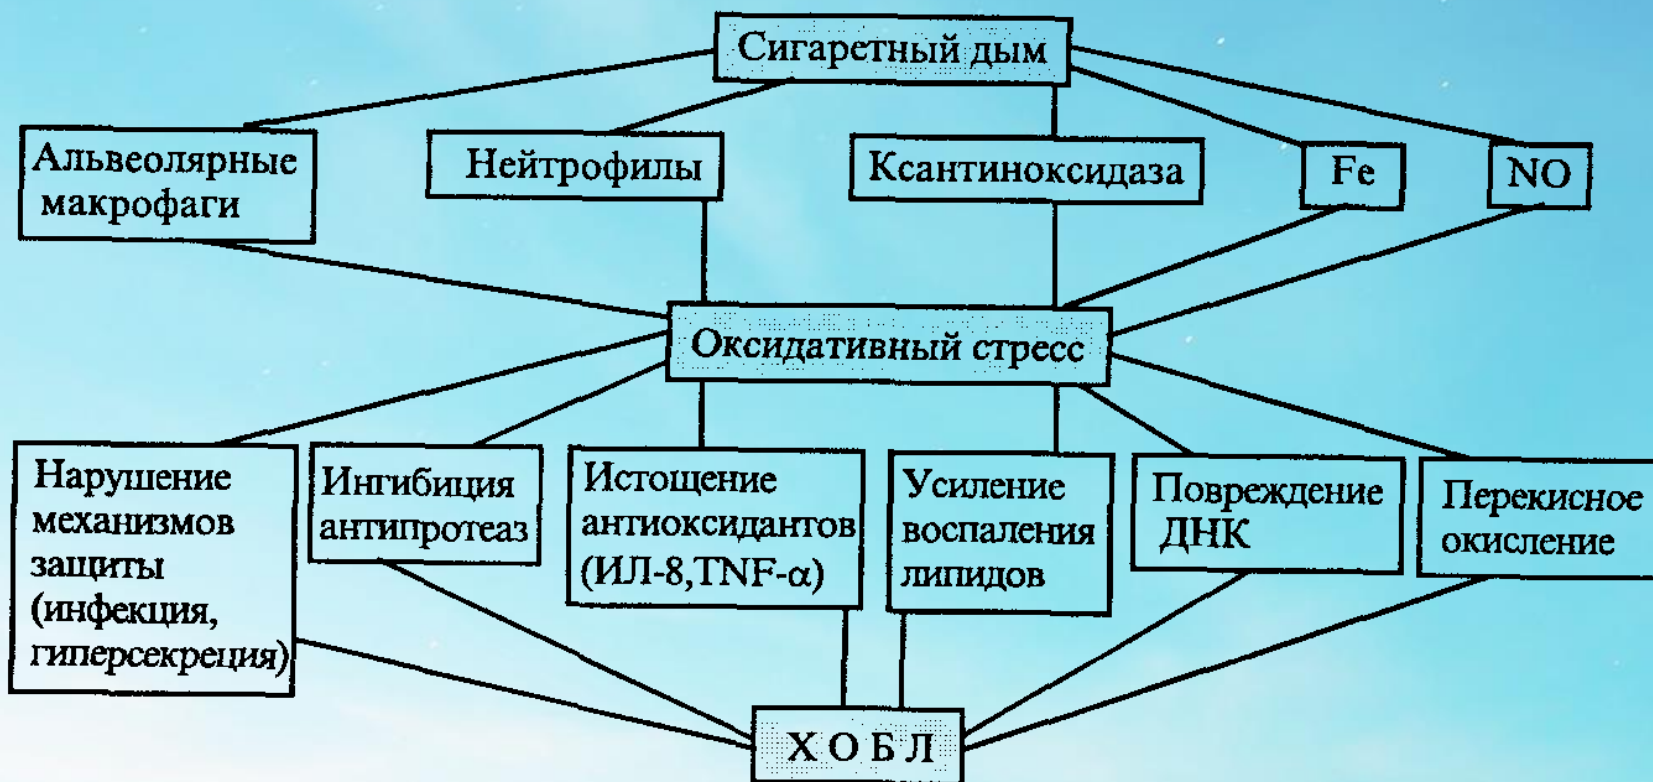 Сигаретный дым
Альвеолярные
макрофаги
Нейтрофилы
Ксантиноксидаза
Fe
NO
Оксидативный стресс
Нарушение
механизмов
защиты
(инфекция,
гиперсекреция)
Ингибиция
антипротеаз
Истощение
антиоксидантов
(ИЛ-8,TNF-α)
Усиление
воспаления
липидов
Повреждение
ДНК
Перекисное
окисление
Х О Б Л